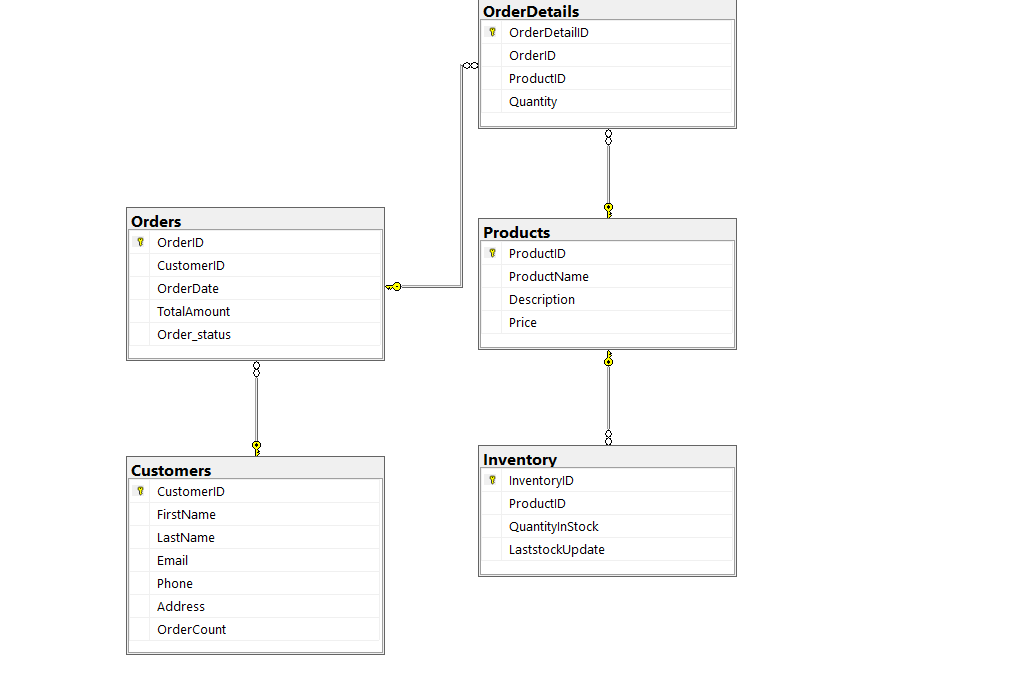 OrderDetails
OrderDetailID
OrderID
ProductID
Quantity
Orders
OrderID
CustomerID
OrderDate
TotalAmount
Order_status
Products
ProductID
ProductName
Description
Price
Customers
CustomerID
FirstName
LastName
Email
Phone
Address
OrderCount
Inventory
InventoryID
ProductID
QuantityInStock
LaststockUpdate